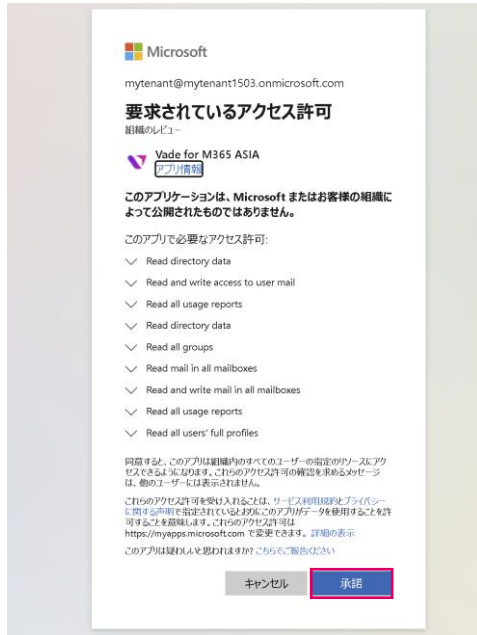 Microsoft
mytenant@mytenant1503.onmicrosoft.com
要求されているアクセス許可
組織のレビュー
Vade for M365 ASIA
アプリ情報
このアプリケーションは、Microsoft またはお客様の組織に
よって公開されたものではありません。
このアプリで必要なアクセス許可:
Read directory data
Read and write access to user mail
Read all usage reports
Read directory data
Read all groups
Read mail in all mailboxes
Read and write mail in all mailboxes
Read all usage reports
Read all users' full profiles
同意すると、このアプリは組織内のすべてのユーザーの指定のリソースにアク
セスできるようになります。これらのアクセス許可の確認を求めるメッセージ
は、他のユーザーには表示されません。
これらのアクセス許可を受け入れることは、サービス利用規約とプライバシー
に関する声明で指定されているとおりにこのアプリがデータを使用することを許
可することを意味します。これらのアクセス許可は
https://myapps.microsoft.com で変更できます。詳細の表示
このアプリは疑わしいと思われますか? こちらでご報告ください
キャンセル
承諾